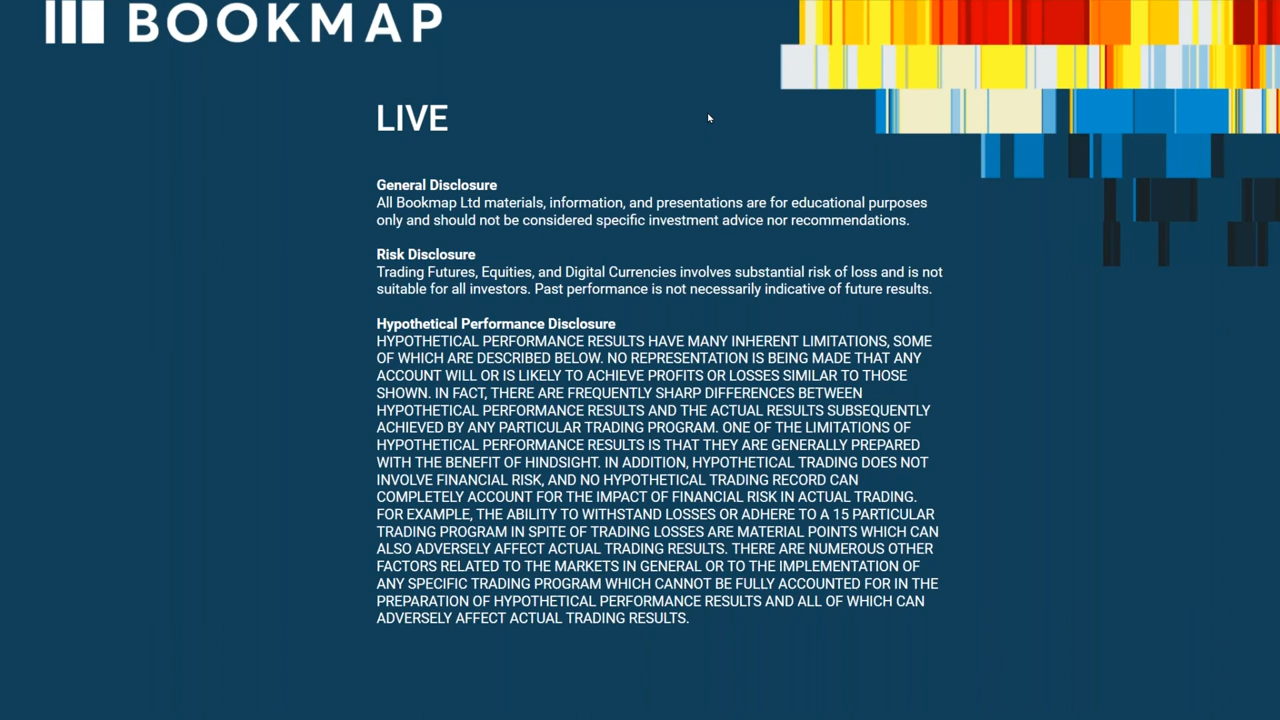 BOOKMAP
LIVE
General Disclosure
All Bookmap Ltd materials, information, and presentations are for educational purposes
only and should not be considered specific investment advice nor recommendations.
Risk Disclosure
Trading Futures, Equities, and Digital Currencies involves substantial risk of loss and is not
suitable for all investors. Past performance is not necessarily indicative of future results.
Hypothetical Performance Disclosure
HYPOTHETICAL PERFORMANCE RESULTS HAVE MANY INHERENT LIMITATIONS, SOME
OF WHICH ARE DESCRIBED BELOW. NO REPRESENTATION IS BEING MADE THAT ANY
ACCOUNT WILL OR IS LIKELY TO ACHIEVE PROFITS OR LOSSES SIMILAR TO THOSE
SHOWN. IN FACT, THERE ARE FREQUENTLY SHARP DIFFERENCES BETWEEN
HYPOTHETICAL PERFORMANCE RESULTS AND THE ACTUAL RESULTS SUBSEQUENTLY
ACHIEVED BY ANY PARTICULAR TRADING PROGRAM. ONE OF THE LIMITATIONS OF
HYPOTHETICAL PERFORMANCE RESULTS IS THAT THEY ARE GENERALLY PREPARED
WITH THE BENEFIT OF HINDSIGHT. IN ADDITION, HYPOTHETICAL TRADING DOES NOT
INVOLVE FINANCIAL RISK, AND NO HYPOTHETICAL TRADING RECORD CAN
COMPLETELY ACCOUNT FOR THE IMPACT OF FINANCIAL RISK IN ACTUAL TRADING.
FOR EXAMPLE, THE ABILITY TO WITHSTAND LOSSES OR ADHERE TO A 15 PARTICULAR
TRADING PROGRAM IN SPITE OF TRADING LOSSES ARE MATERIAL POINTS WHICH CAN
ALSO ADVERSELY AFFECT ACTUAL TRADING RESULTS. THERE ARE NUMEROUS OTHER
FACTORS RELATED TO THE MARKETS IN GENERAL OR TO THE IMPLEMENTATION OF
ANY SPECIFIC TRADING PROGRAM WHICH CANNOT BE FULLY ACCOUNTED FOR IN THE
PREPARATION OF HYPOTHETICAL PERFORMANCE RESULTS AND ALL OF WHICH CAN
ADVERSELY AFFECT ACTUAL TRADING RESULTS.